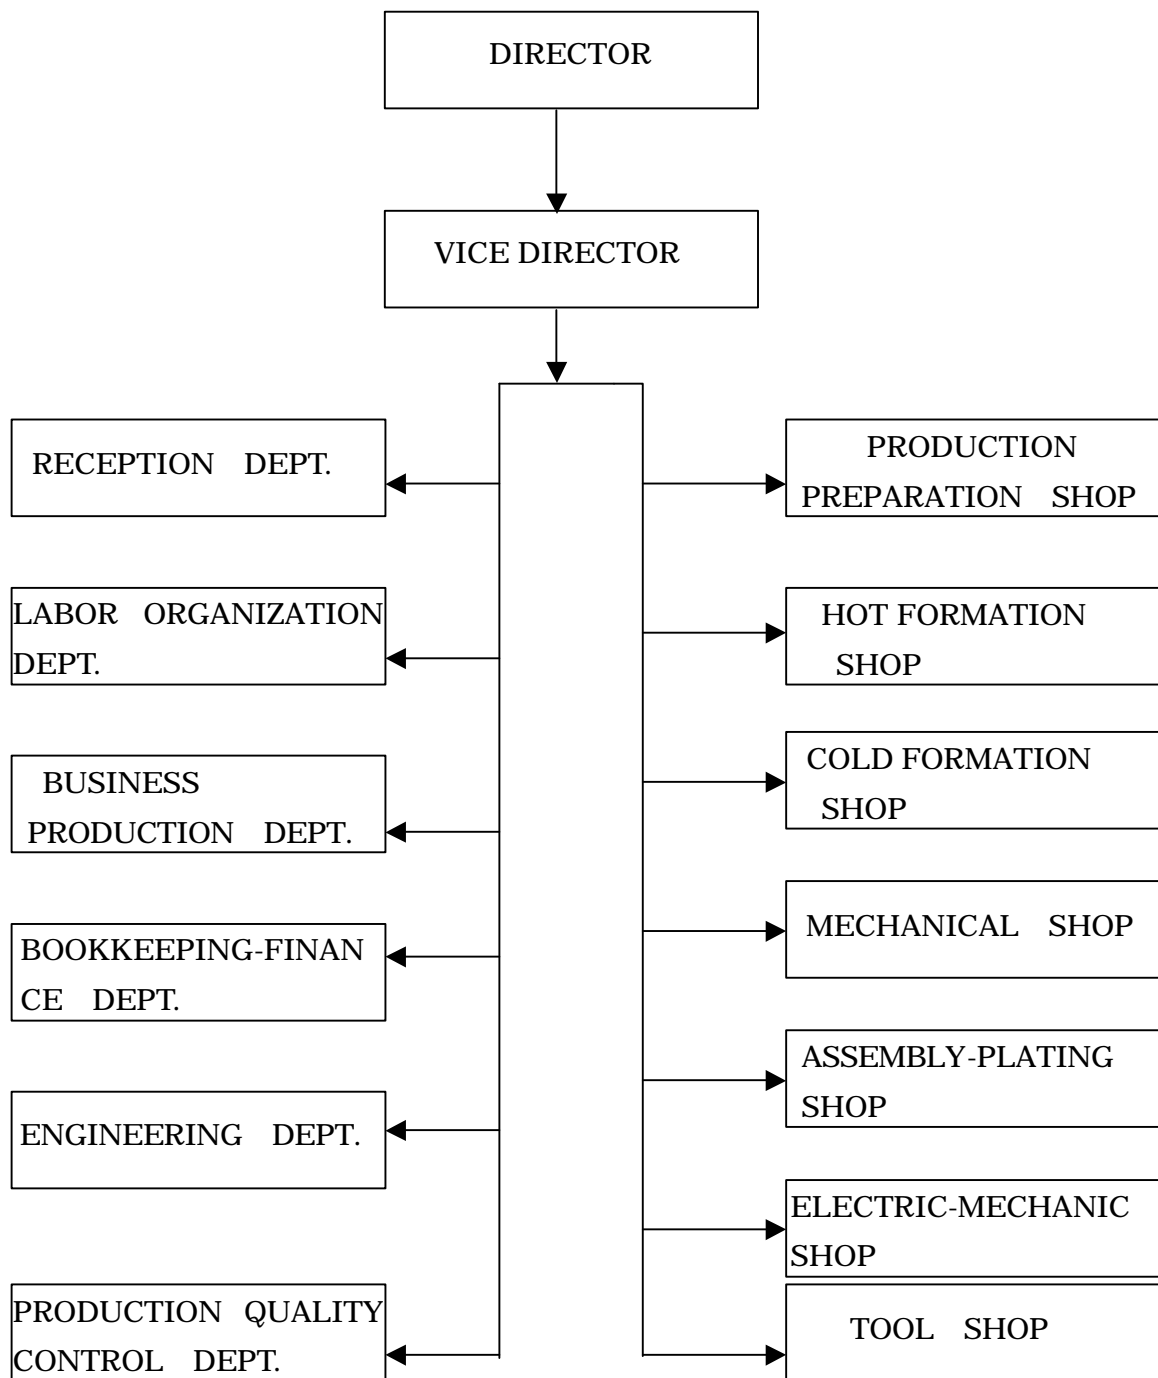 DIRECTOR
VICE DIRECTOR
RECEPTION DEPT.
LABOR ORGANIZATION
DEPT.
BUSINESS
PRODUCTION DEPT.
BOOKKEEPING-FINAN
CE DEPT.
ENGINEERING DEPT.
PRODUCTION QUALITY
CONTROL DEPT.
PRODUCTION
PREPARATION SHOP
HOT FORMATION
SHOP
COLD FORMATION
SHOP
MECHANICAL SHOP
ASSEMBLY-PLATING
SHOP
ELECTRIC-MECHANIC
SHOP
TOOL SHOP